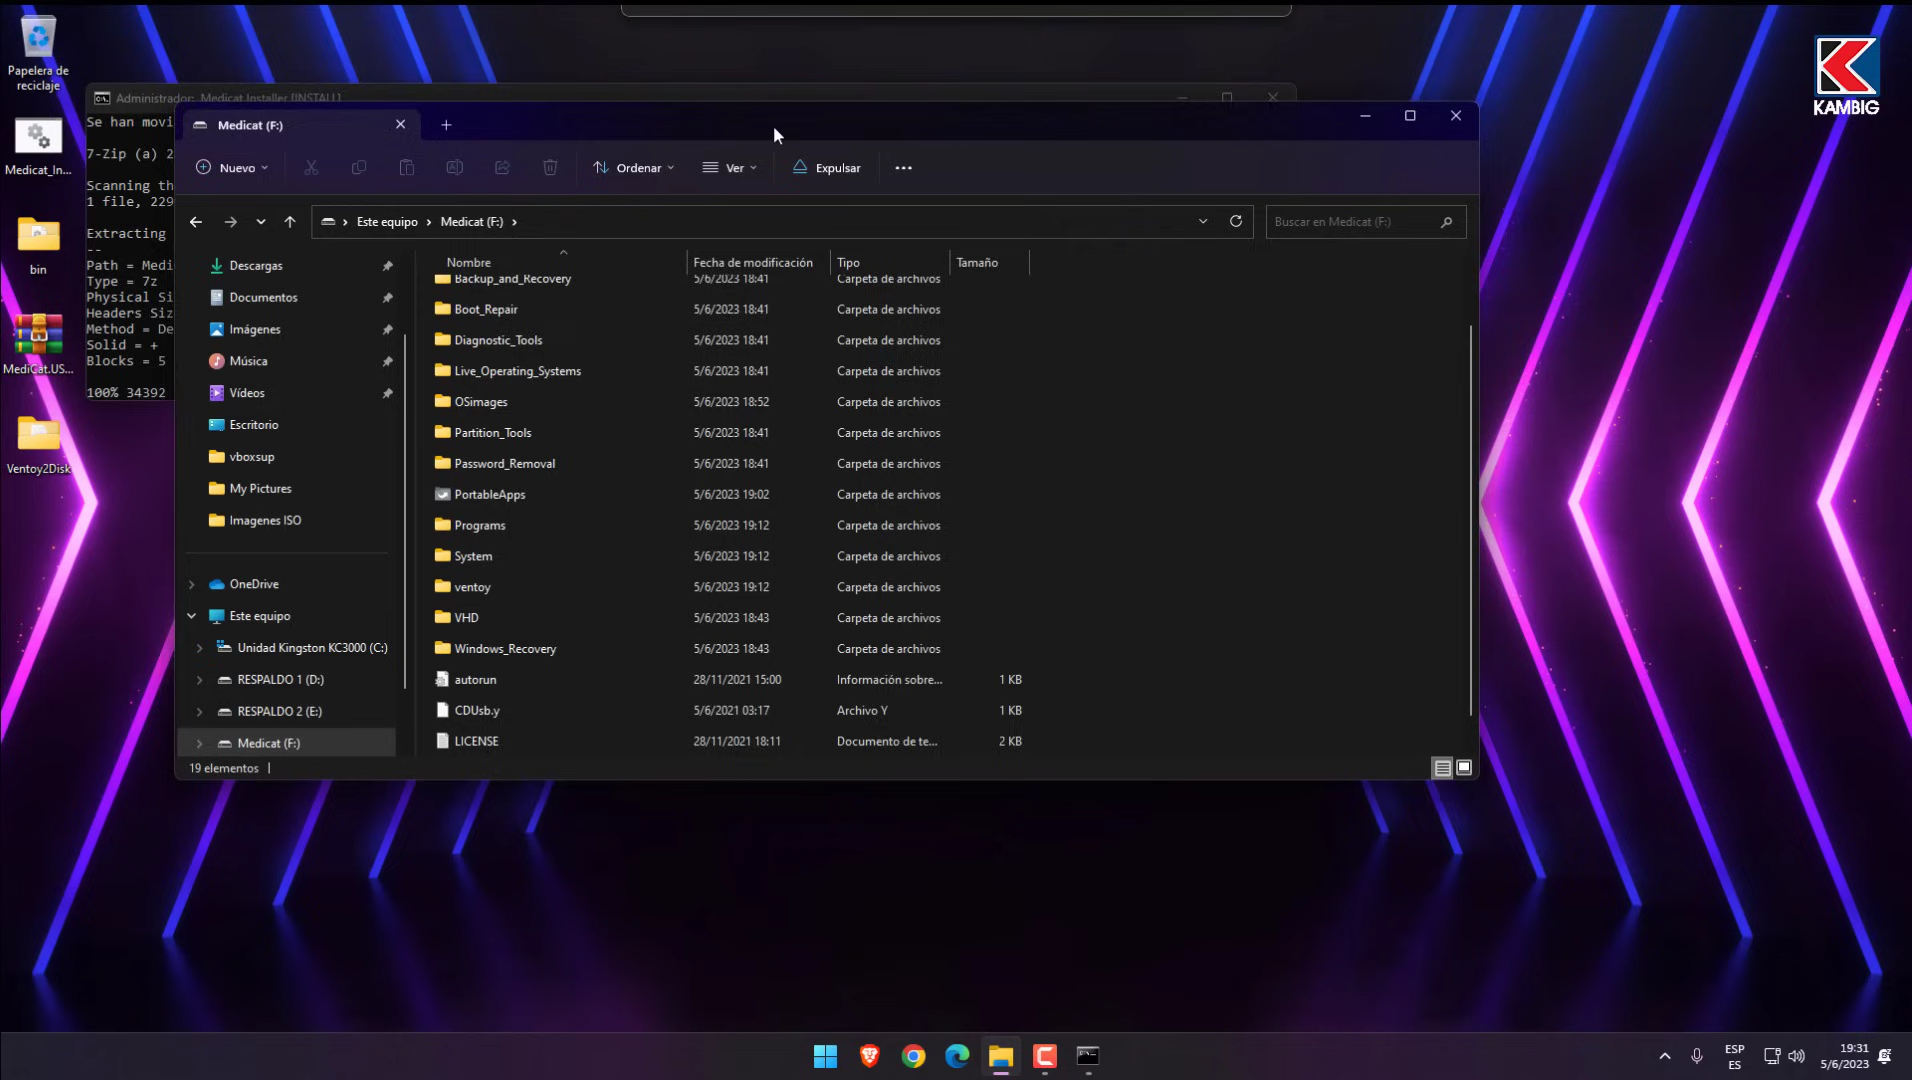 Papelera de
reciclaje
Medicat_In...
bin
MediCat.US...
Ventoy2Disk
KAMBIG
Administrador: Medicat Installer [INSTALL]
Se han movi
7-Zip (a) 2
Scanning th
1 file, 229
Extracting
--
Path = Medi
Type = 7z
Physical Si
Headers Siz
Method = De
Solid = +
Blocks = 5
100% 34392
Medicat (F:)
Nuevo
Ordenar
Ver
Expulsar
Este equipo
Medicat (F:)
Buscar en Medicat (F:)
Descargas
Documentos
Imágenes
Música
Vídeos
Escritorio
vboxsup
My Pictures
Imagenes ISO
OneDrive
Este equipo
Unidad Kingston KC3000 (C:)
RESPALDO 1 (D:)
RESPALDO 2 (E:)
Medicat (F:)
Nombre Fecha de modificación Tipo Tamaño
Backup_and_Recovery 5/6/2023 18:41 Carpeta de archivos
Boot_Repair 5/6/2023 18:41 Carpeta de archivos
Diagnostic_Tools 5/6/2023 18:41 Carpeta de archivos
Live_Operating_Systems 5/6/2023 18:41 Carpeta de archivos
OSimages 5/6/2023 18:52 Carpeta de archivos
Partition_Tools 5/6/2023 18:41 Carpeta de archivos
Password_Removal 5/6/2023 18:41 Carpeta de archivos
PortableApps 5/6/2023 19:02 Carpeta de archivos
Programs 5/6/2023 19:12 Carpeta de archivos
System 5/6/2023 19:12 Carpeta de archivos
ventoy 5/6/2023 19:12 Carpeta de archivos
VHD 5/6/2023 18:43 Carpeta de archivos
Windows_Recovery 5/6/2023 18:43 Carpeta de archivos
autorun 28/11/2021 15:00 Información sobre... 1 KB
CDUsb.y 5/6/2021 03:17 Archivo Y 1 KB
LICENSE 28/11/2021 18:11 Documento de te... 2 KB
19 elementos
ESP
ES
19:31
5/6/2023